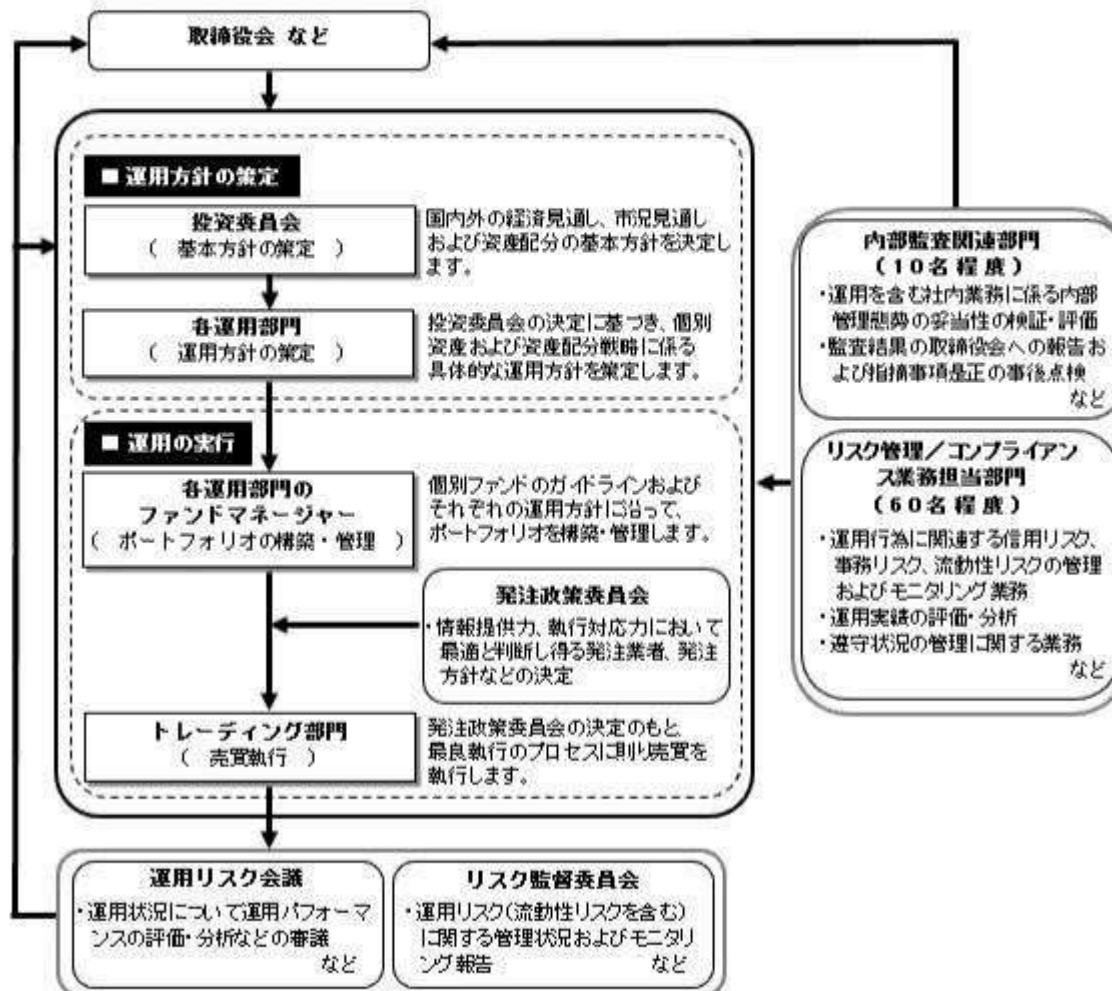 取締役会 など
■ 運用方針の策定
投資委員会
( 基本方針の策定 )
国内外の経済見通し、市況見通し
および資産配分の基本方針を決定し
ます。
各運用部門
( 運用方針の策定 )
投資委員会の決定に基づき、個別
資産および資産配分戦略に係る
具体的な運用方針を策定します。
■ 運用の実行
各運用部門の
ファンドマネージャー
( ポートフォリオの構築・管理 )
個別ファンドのガイドラインおよび
それぞれの運用方針に沿って、
ポートフォリオを構築・管理します。
発注政策委員会
・情報提供力、執行対応力において
最適と判断し得る発注業者、発注
方針などの決定
トレーディング部門
( 売買執行 )
発注政策委員会の決定のもと
最良執行のプロセスに則り売買を
執行します。
内部監査関連部門
(10名程度)
・運用を含む社内業務に係る内部
管理態勢の妥当性の検証・評価
・監査結果の取締役会への報告お
よび指摘事項是正の事後点検
など
リスク管理/コンプライアン
ス業務担当部門
(60名程度)
・運用行為に関連する信用リスク、
事務リスク、流動性リスクの管理
およびモニタリング業務
・運用実績の評価・分析
・遵守状況の管理に関する業務
など
運用リスク会議
・運用状況について運用パフォーマ
ンスの評価・分析などの審議
など
リスク監督委員会
・運用リスク(流動性リスクを含む)
に関する管理状況およびモニタリ
ング報告 など